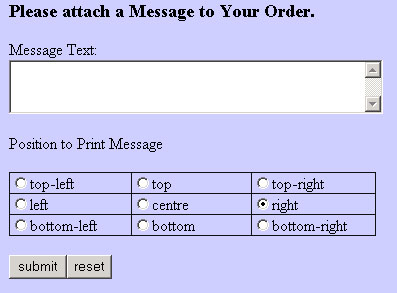 Please attach a Message to Your Order.
Message Text:
Position to Print Message
top-left top top-right
left centre right
bottom-left bottom bottom-right
submit reset